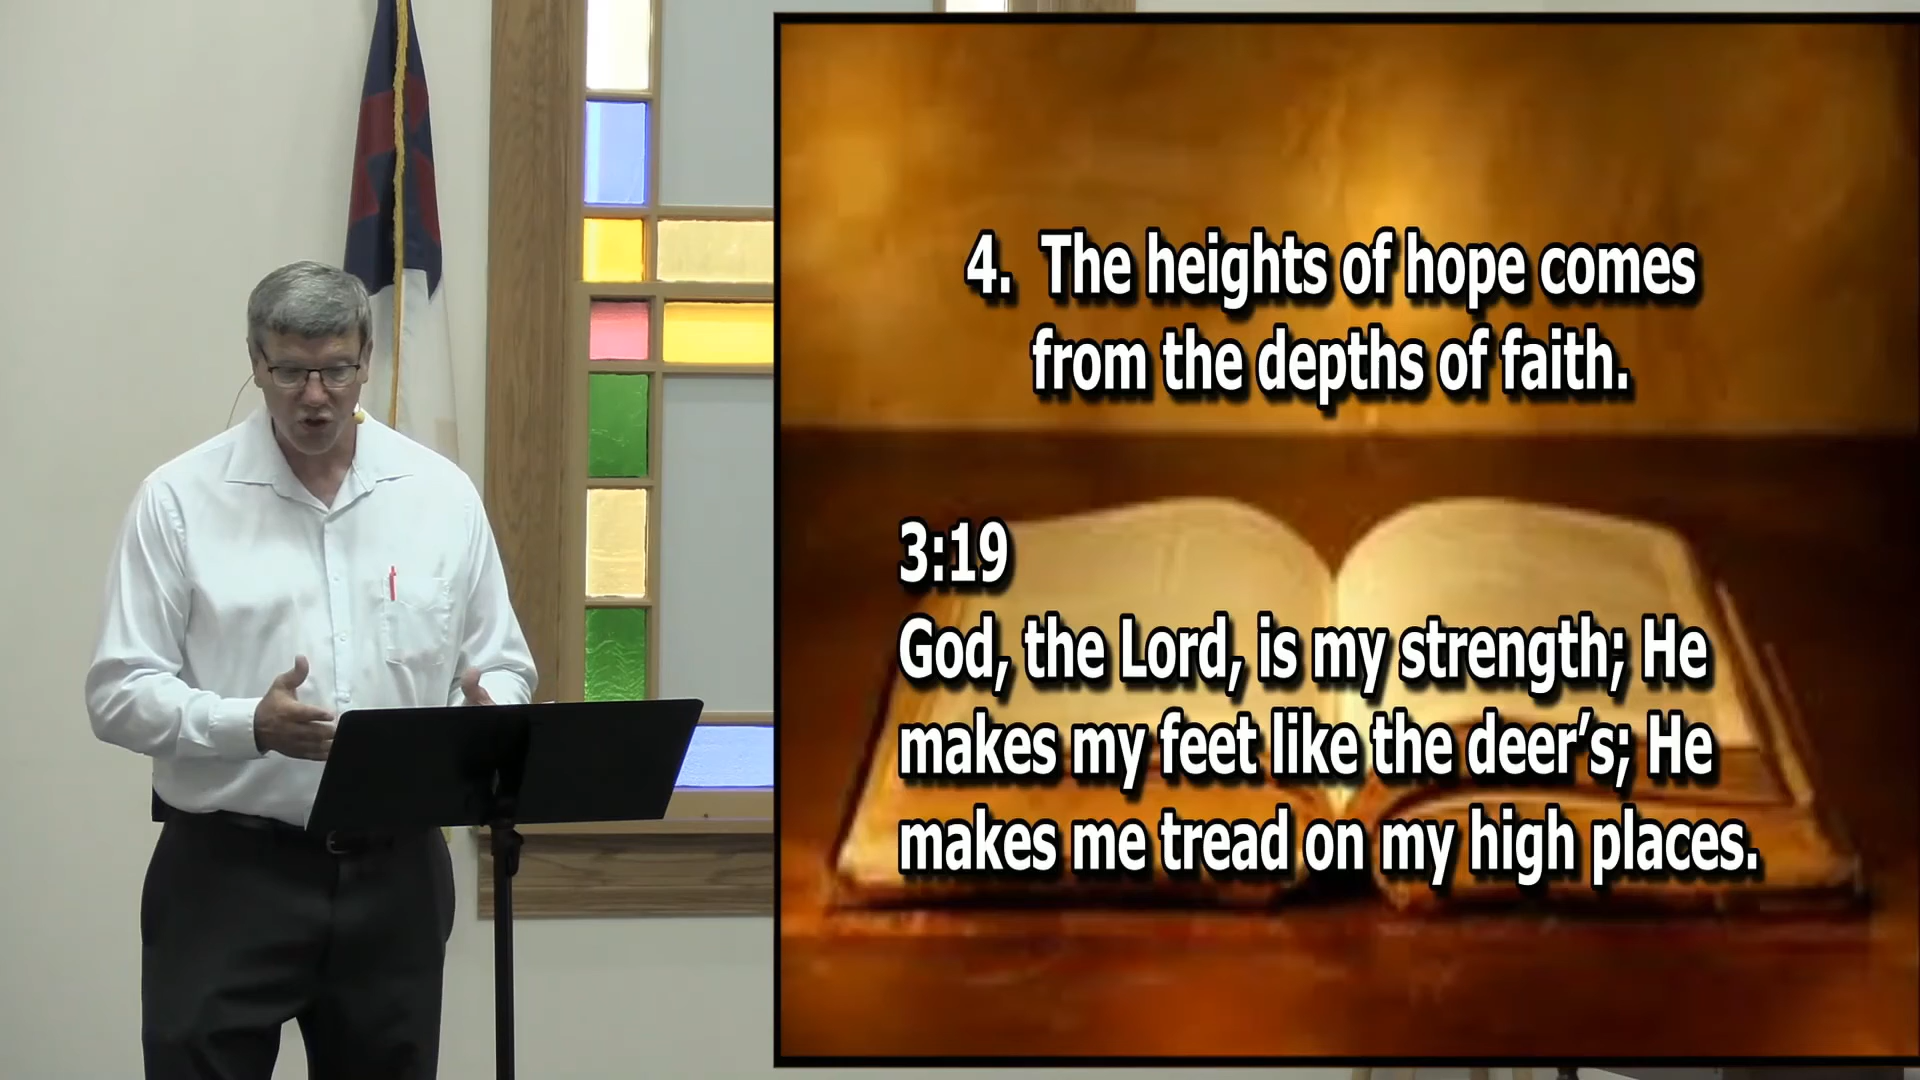 4. The heights of hope comes
from the depths of faith.
3:19
God, the Lord, is my strength; He
makes my feet like the deer’s; He
makes me tread on my high places.